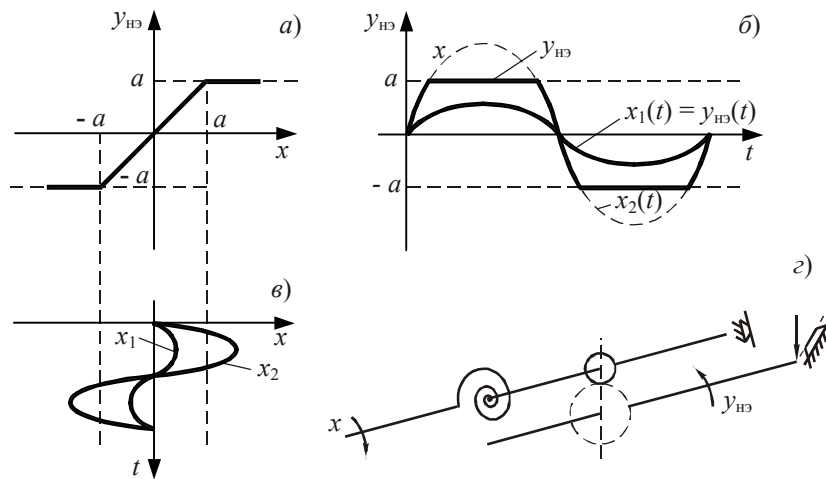 yнэ
а)
a
- a
a
x
- a
yнэ
б)
x
yнэ
a
x₁(t) = yнэ(t)
t
- a
x₂(t)
в)
x₁
x
x₂
t
г)
x
yнэ